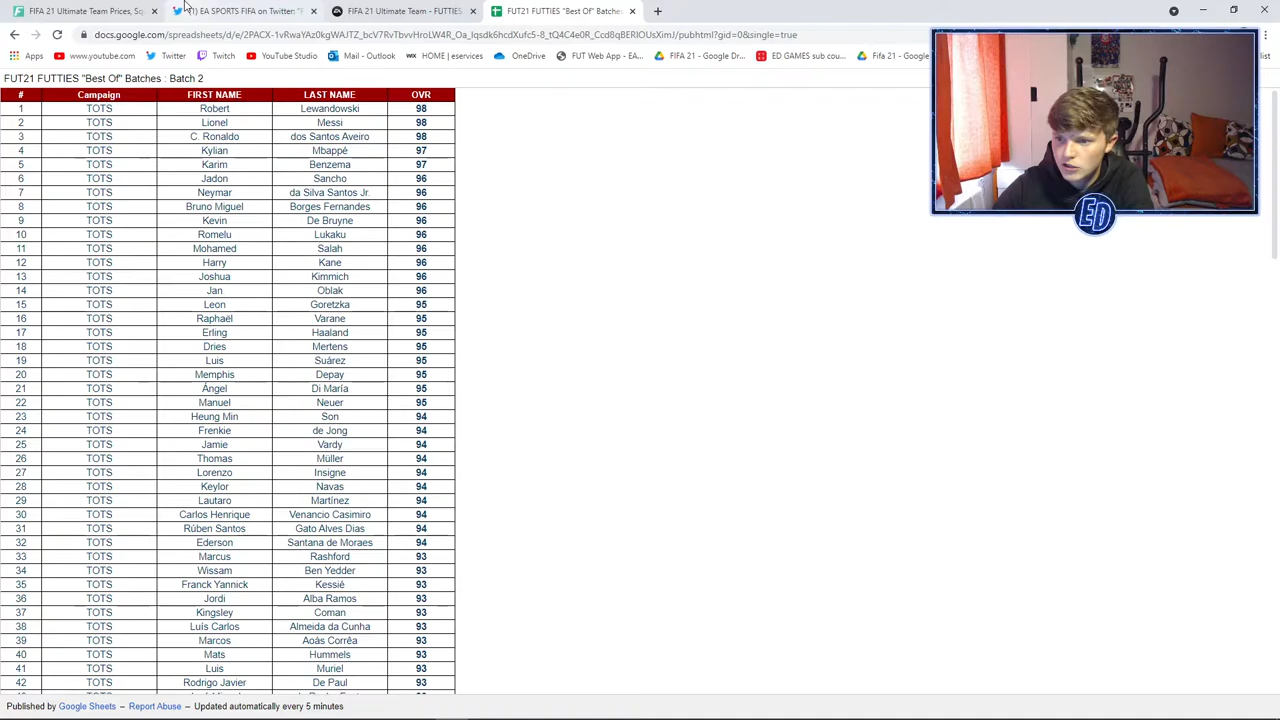 FIFA 21 Ultimate Team Prices, Squ
1) EA SPORTS FIFA on Twitter: "F
FIFA 21 Ultimate Team - FUTTIES
FUT21 FUTTIES "Best Of" Batches
Apps YouTube Twitter Twitch YouTube Studio Mail - Outlook HOME | eservices OneDrive FUT Web App - EA... FIFA 21 - Google Dr... ED GAMES sub cou... Fifa 21 - Google
FUT21 FUTTIES "Best Of" Batches : Batch 2
# Campaign FIRST NAME LAST NAME OVR
1 TOTS Robert Lewandowski 98
2 TOTS Lionel Messi 98
3 TOTS C. Ronaldo dos Santos Aveiro 98
4 TOTS Kylian Mbappé 97
5 TOTS Karim Benzema 97
6 TOTS Jadon Sancho 96
7 TOTS Neymar da Silva Santos Jr. 96
8 TOTS Bruno Miguel Borges Fernandes 96
9 TOTS Kevin De Bruyne 96
10 TOTS Romelu Lukaku 96
11 TOTS Mohamed Salah 96
12 TOTS Harry Kane 96
13 TOTS Joshua Kimmich 96
14 TOTS Jan Oblak 96
15 TOTS Leon Goretzka 95
16 TOTS Raphaël Varane 95
17 TOTS Erling Haaland 95
18 TOTS Dries Mertens 95
19 TOTS Luis Suárez 95
20 TOTS Memphis Depay 95
21 TOTS Ángel Di María 95
22 TOTS Manuel Neuer 95
23 TOTS Heung Min Son 94
24 TOTS Frenkie de Jong 94
25 TOTS Jamie Vardy 94
26 TOTS Thomas Müller 94
27 TOTS Lorenzo Insigne 94
28 TOTS Keylor Navas 94
29 TOTS Lautaro Martínez 94
30 TOTS Carlos Henrique Venancio Casimiro 94
31 TOTS Rúben Santos Gato Alves Dias 94
32 TOTS Ederson Santana de Moraes 94
33 TOTS Marcus Rashford 93
34 TOTS Wissam Ben Yedder 93
35 TOTS Franck Yannick Kessié 93
36 TOTS Jordi Alba Ramos 93
37 TOTS Kingsley Coman 93
38 TOTS Luís Carlos Almeida da Cunha 93
39 TOTS Marcos Aoás Corrêa 93
40 TOTS Mats Hummels 93
41 TOTS Luis Muriel 93
42 TOTS Rodrigo Javier De Paul 93
Published by Google Sheets – Report Abuse – Updated automatically every 5 minutes
ED